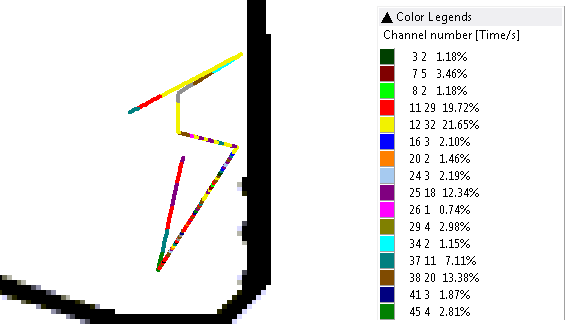 ▲ Color Legends
Channel number [Time/s]
3 2 1.18%
7 5 3.46%
8 2 1.18%
11 29 19.72%
12 32 21.65%
16 3 2.10%
20 2 1.46%
24 3 2.19%
25 18 12.34%
26 1 0.74%
29 4 2.98%
34 2 1.15%
37 11 7.11%
38 20 13.38%
41 3 1.87%
45 4 2.81%